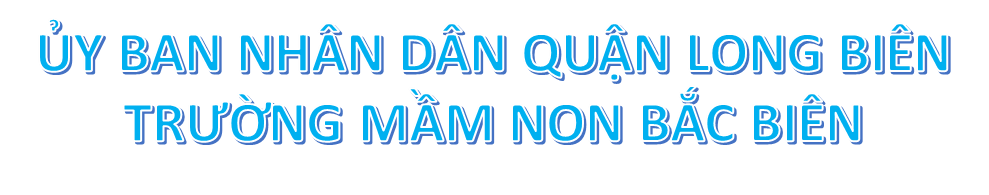 ỦY BAN NHÂN DÂN QUẬN LONG BIÊN
TRƯỜNG MẦM NON BẮC BIÊN